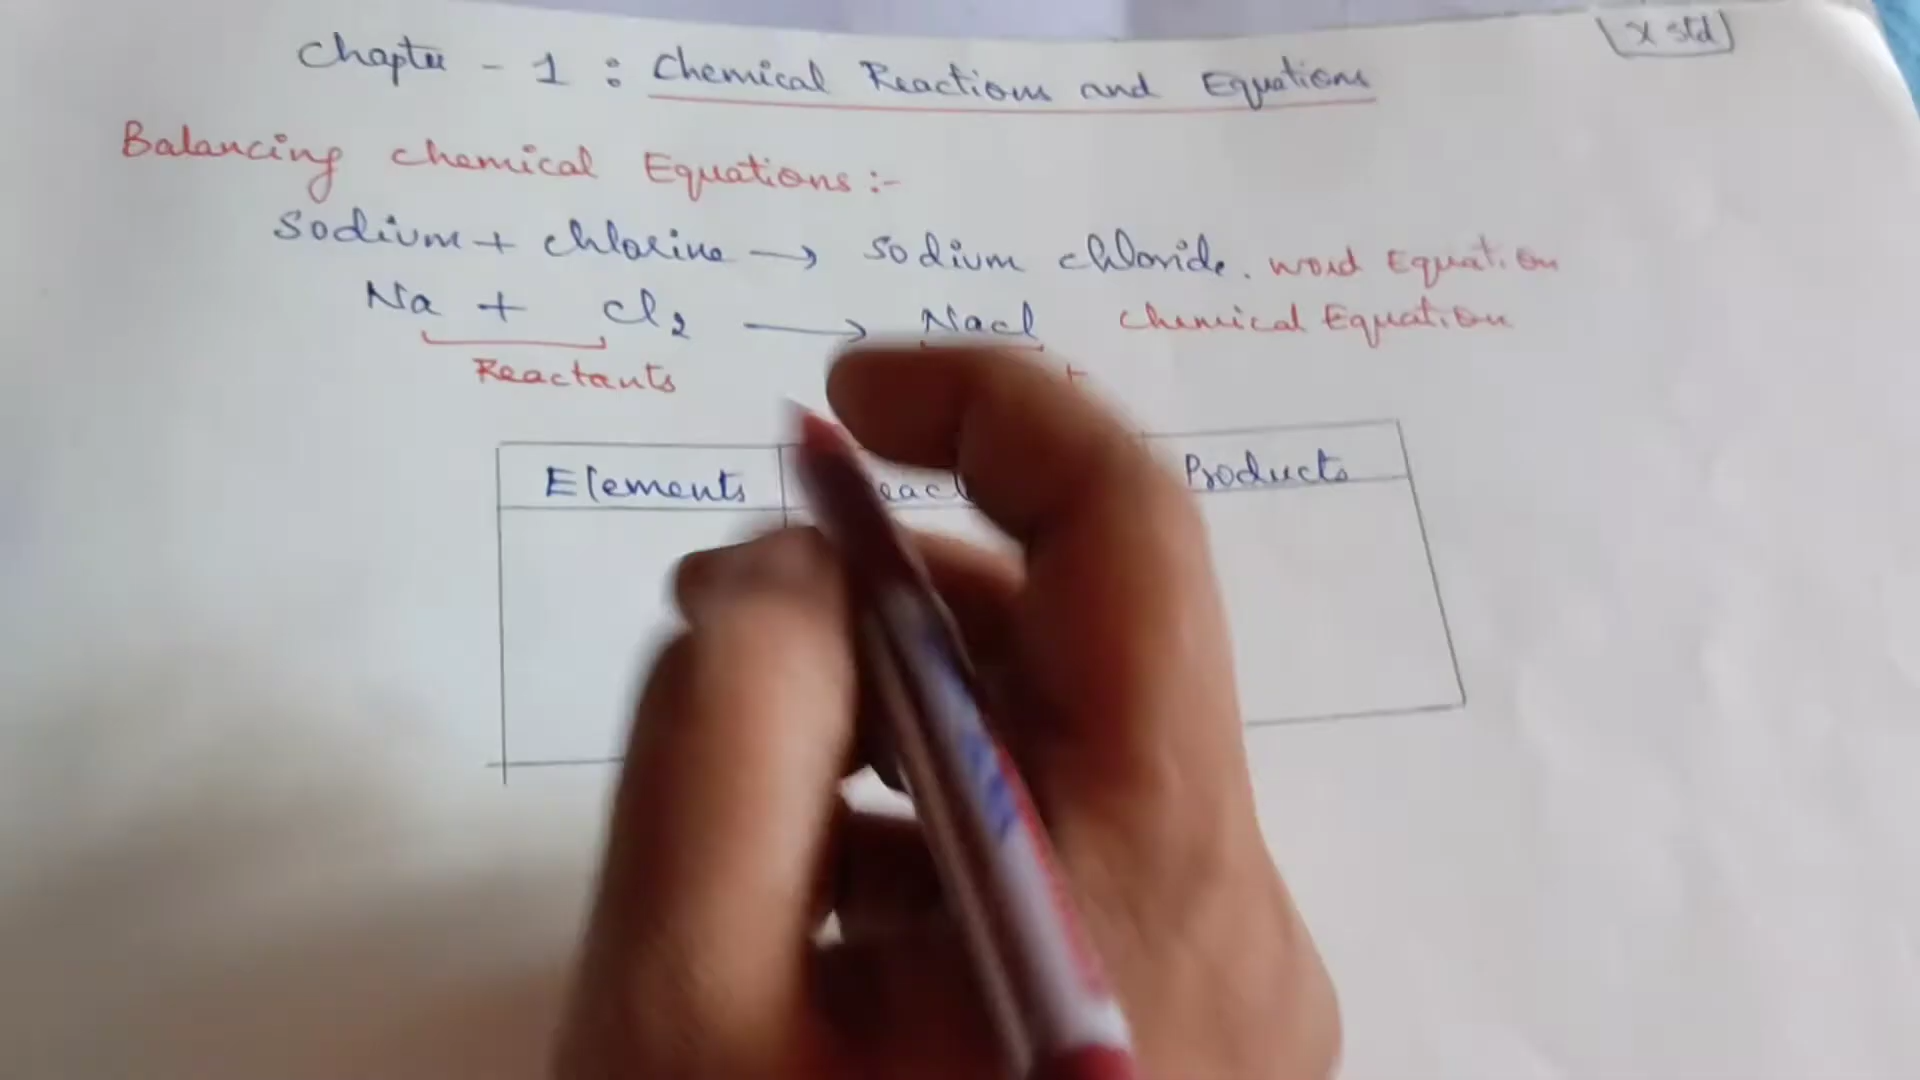 X std
Chapter - 1 : Chemical Reactions and Equations
Balancing chemical Equations :-
Sodium + chlorine → sodium chloride. word Equation
Na + Cl2 → Nacl chemical Equation
Reactants
Elements Products